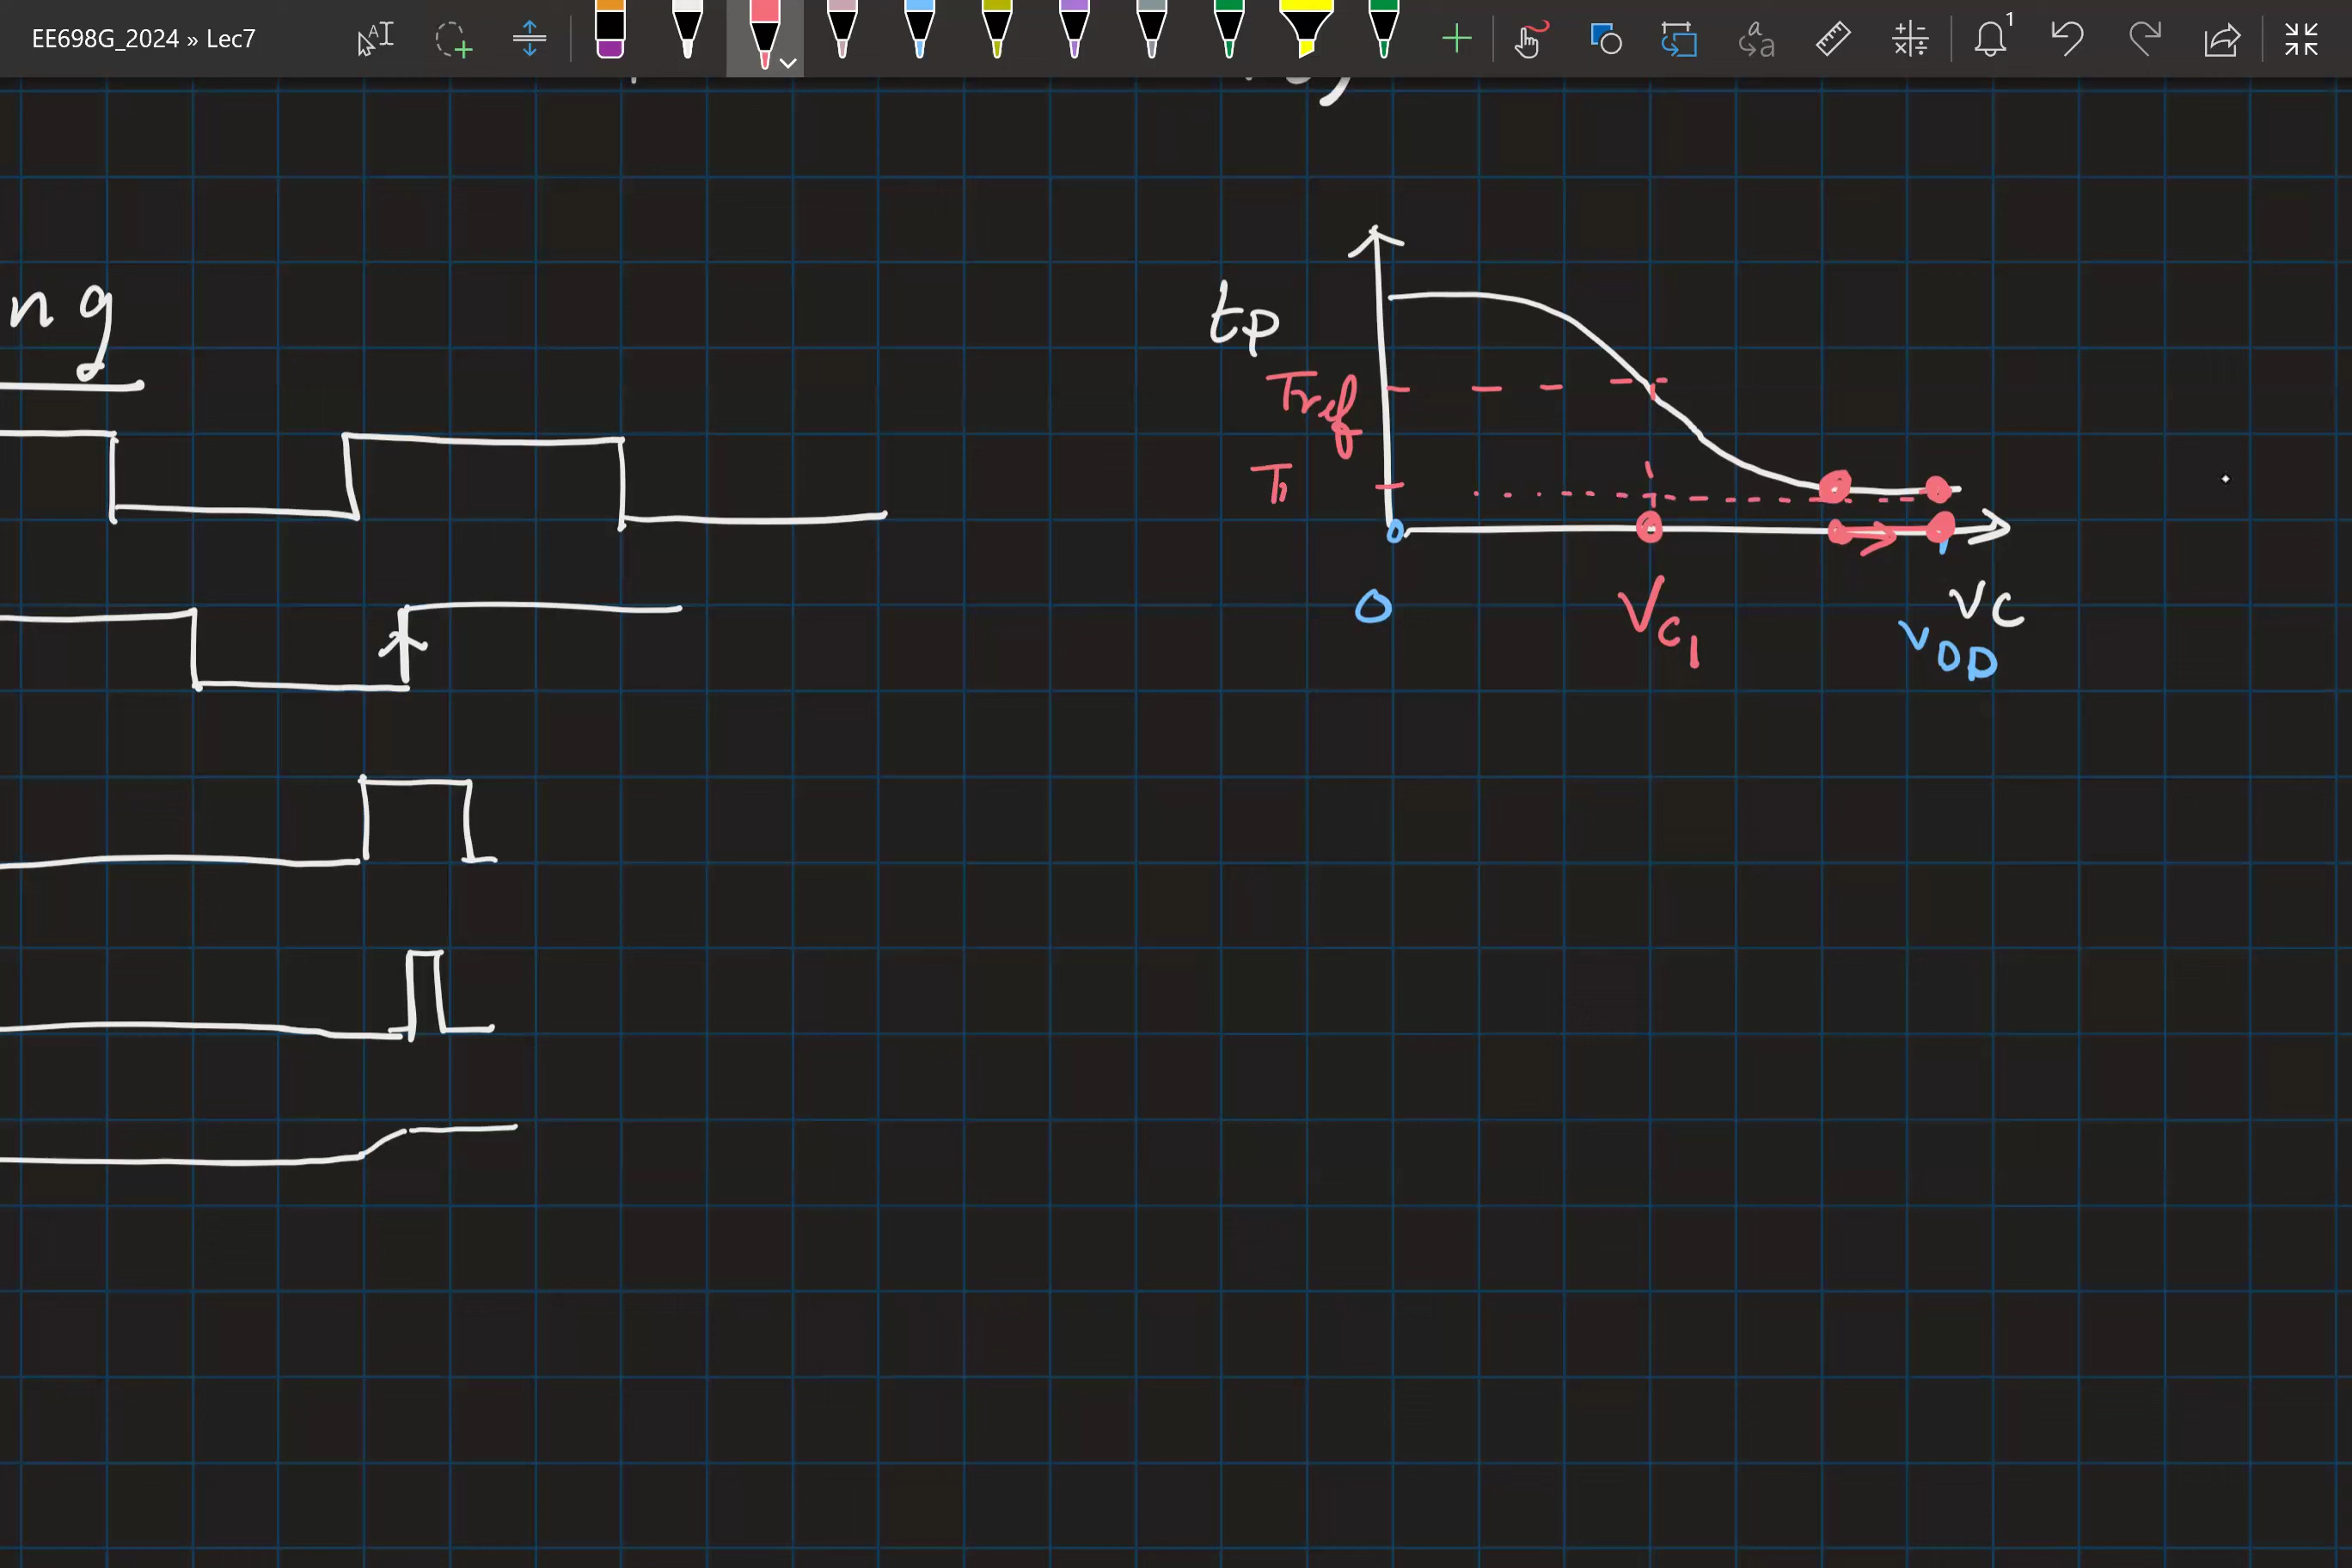 EE698G_2024 » Lec7
ng
tp
Tref
T1
0
Vc1
Vc
VDD